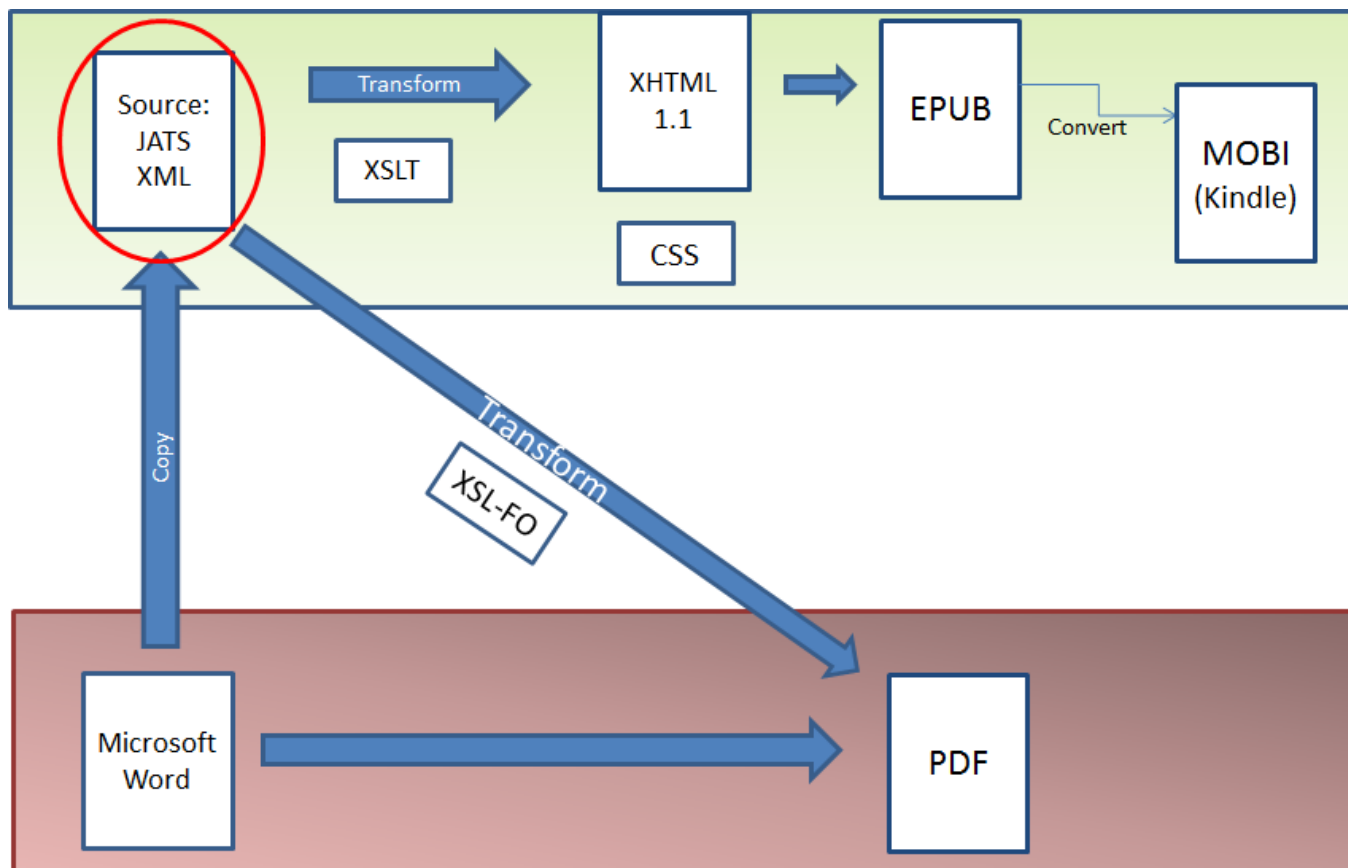 Source:
JATS
XML
Transform
XSLT
XHTML
1.1
CSS
EPUB
Convert
MOBI
(Kindle)
Copy
Transform
XSL-FO
Microsoft
Word
PDF